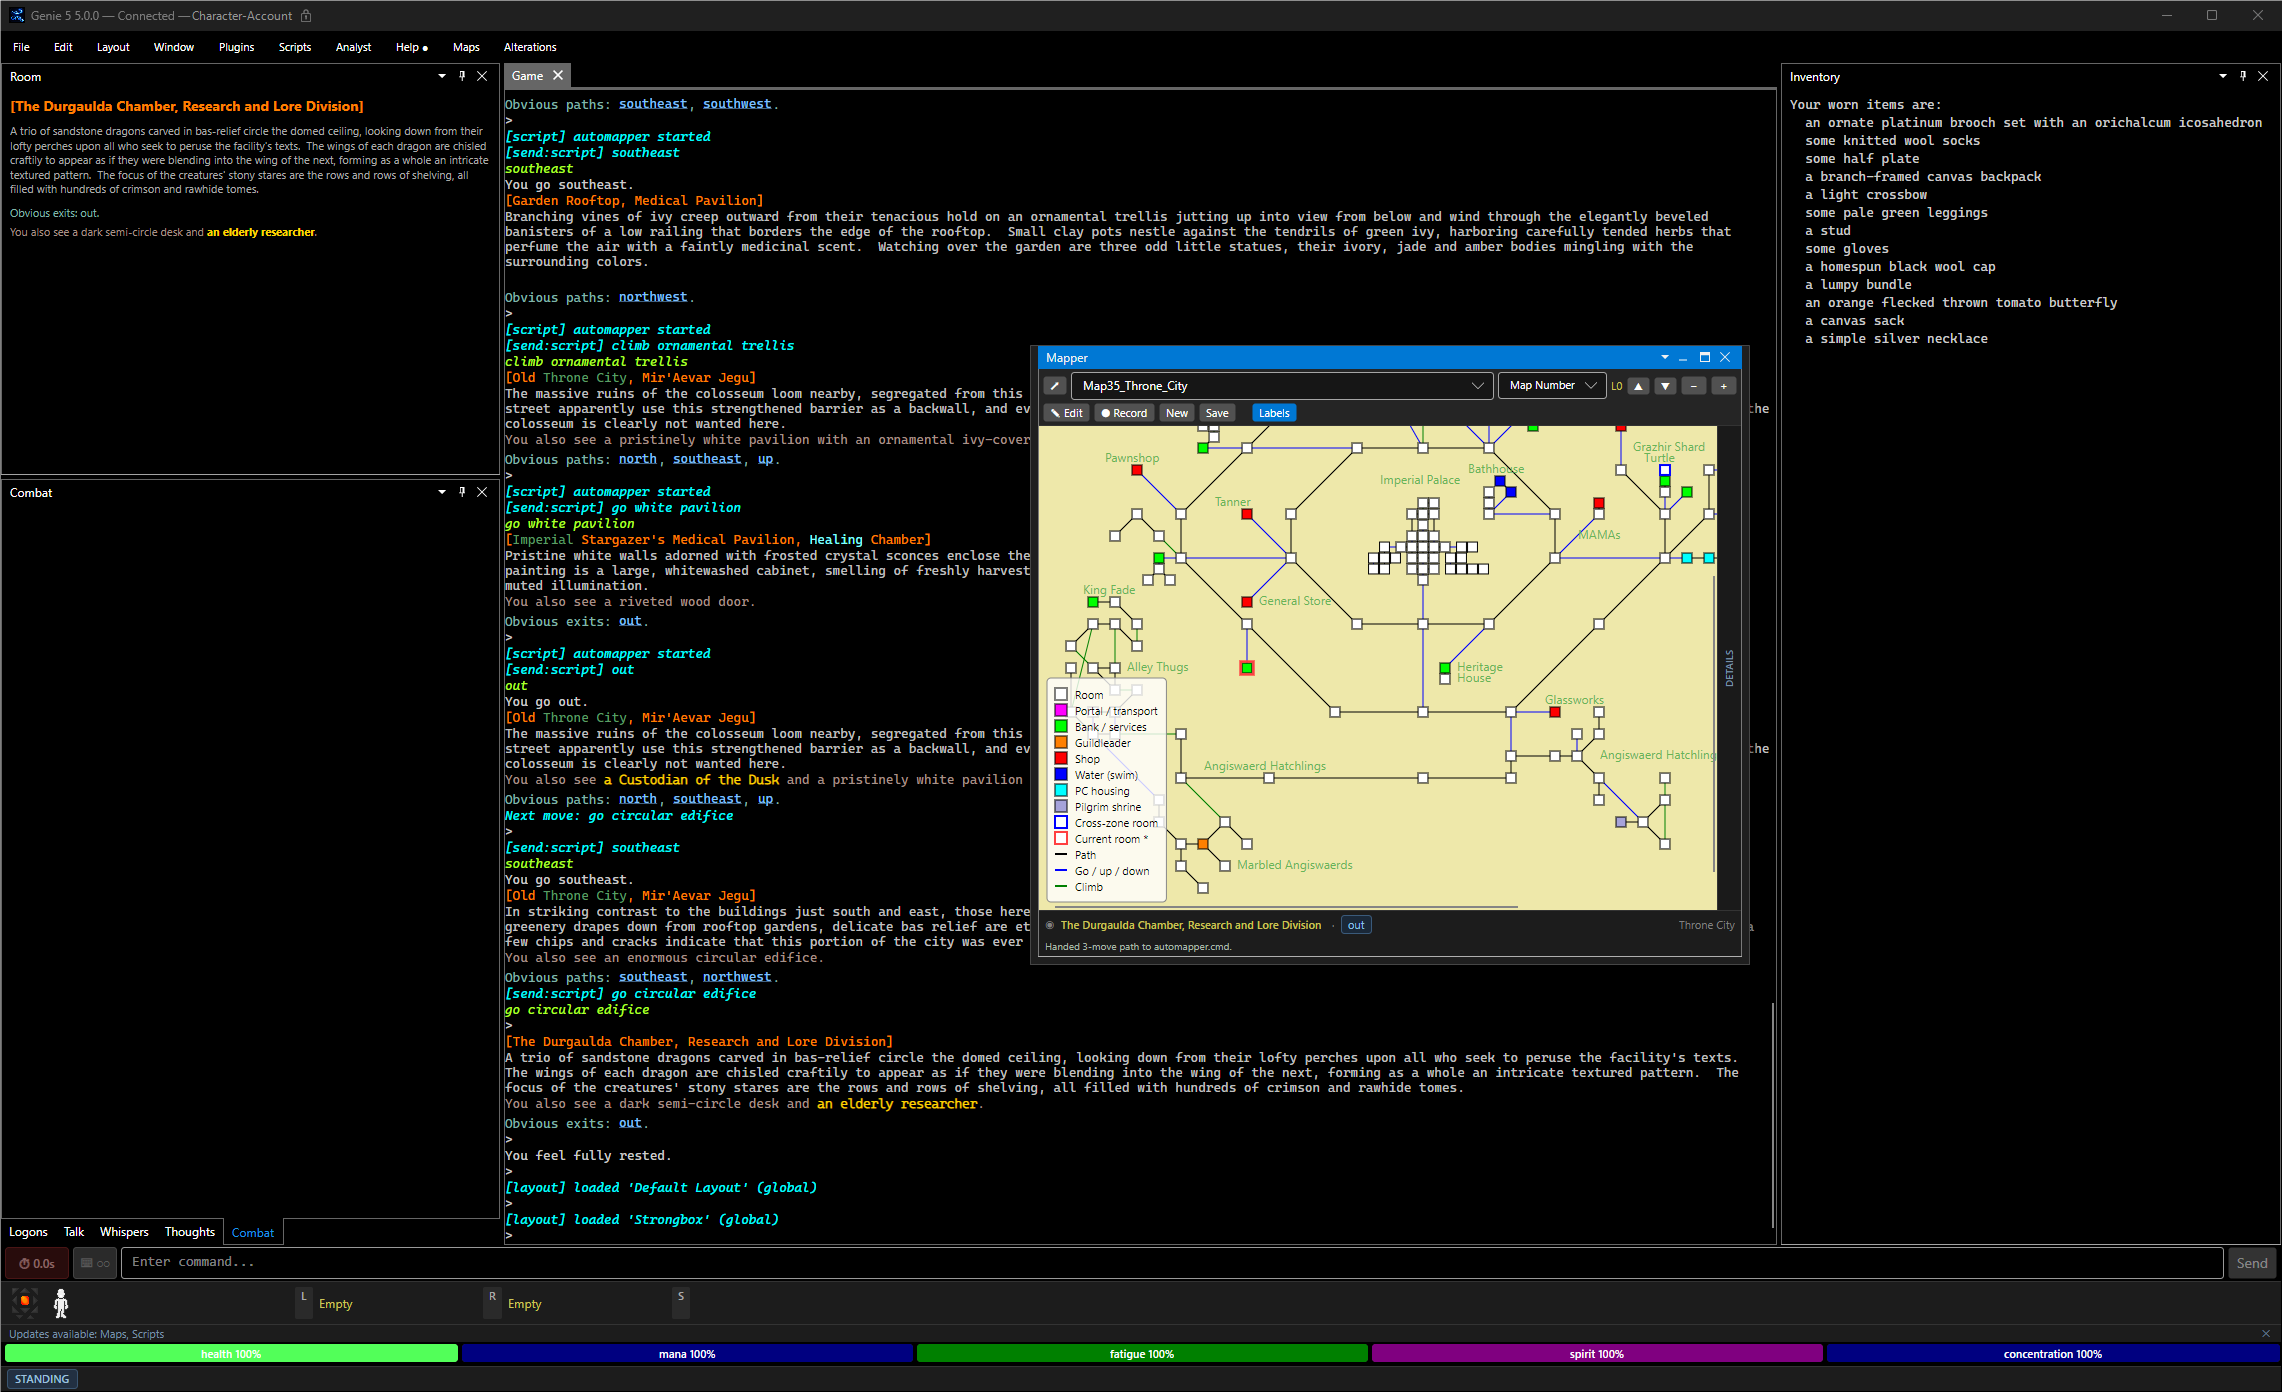 Genie 5 5.0.0 — Connected — Character-Account
File Edit Layout Window Plugins Scripts Analyst Help ● Maps Alterations
Room
[The Durgaulda Chamber, Research and Lore Division]
A trio of sandstone dragons carved in bas-relief circle the domed ceiling, looking down from their
lofty perches upon all who seek to peruse the facility's texts.  The wings of each dragon are chisled
craftily to appear as if they were blending into the wing of the next, forming as a whole an intricate
textured pattern.  The focus of the creatures' stony stares are the rows and rows of shelving, all
filled with hundreds of crimson and rawhide tomes.
Obvious exits: out.
You also see a dark semi-circle desk and an elderly researcher.
Combat
Logons Talk Whispers Thoughts Combat
Game
Obvious paths: southeast, southwest.
>
[script] automapper started
[send:script] southeast
southeast
You go southeast.
[Garden Rooftop, Medical Pavilion]
Branching vines of ivy creep outward from their tenacious hold on an ornamental trellis jutting up into view from below and wind through the elegantly beveled
banisters of a low railing that borders the edge of the rooftop.  Small clay pots nestle against the tendrils of green ivy, harboring carefully tended herbs that
perfume the air with a faintly medicinal scent.  Watching over the garden are three odd little statues, their ivory, jade and amber bodies mingling with the
surrounding colors.
Obvious paths: northwest.
>
[script] automapper started
[send:script] climb ornamental trellis
climb ornamental trellis
[Old Throne City, Mir'Aevar Jegu]
The massive ruins of the colosseum loom nearby, segregated from this
street apparently use this strengthened barrier as a backwall, and ev
he
colosseum is clearly not wanted here.
You also see a pristinely white pavilion with an ornamental ivy-cover
Obvious paths: north, southeast, up.
>
[script] automapper started
[send:script] go white pavilion
go white pavilion
[Imperial Stargazer's Medical Pavilion, Healing Chamber]
Pristine white walls adorned with frosted crystal sconces enclose the
painting is a large, whitewashed cabinet, smelling of freshly harvest
muted illumination.
You also see a riveted wood door.
Obvious exits: out.
>
[script] automapper started
[send:script] out
out
You go out.
[Old Throne City, Mir'Aevar Jegu]
The massive ruins of the colosseum loom nearby, segregated from this
street apparently use this strengthened barrier as a backwall, and ev
he
colosseum is clearly not wanted here.
You also see a Custodian of the Dusk and a pristinely white pavilion
Obvious paths: north, southeast, up.
Next move: go circular edifice
>
[send:script] southeast
southeast
You go southeast.
[Old Throne City, Mir'Aevar Jegu]
In striking contrast to the buildings just south and east, those here
greenery drapes down from rooftop gardens, delicate bas relief are et
a
few chips and cracks indicate that this portion of the city was ever
You also see an enormous circular edifice.
Obvious paths: southeast, northwest.
[send:script] go circular edifice
go circular edifice
>
[The Durgaulda Chamber, Research and Lore Division]
A trio of sandstone dragons carved in bas-relief circle the domed ceiling, looking down from their lofty perches upon all who seek to peruse the facility's texts.
The wings of each dragon are chisled craftily to appear as if they were blending into the wing of the next, forming as a whole an intricate textured pattern.  The
focus of the creatures' stony stares are the rows and rows of shelving, all filled with hundreds of crimson and rawhide tomes.
You also see a dark semi-circle desk and an elderly researcher.
Obvious exits: out.
>
You feel fully rested.
>
[layout] loaded 'Default Layout' (global)
>
[layout] loaded 'Strongbox' (global)
>
Mapper
Map35_Throne_City Map Number L0 ▲ ▼ − +
Edit Record New Save Labels
Grazhir Shard
Turtle
Pawnshop
Bathhouse
Imperial Palace
Tanner
MAMAs
King Fade
General Store
Alley Thugs
Heritage
House
Glassworks
Angiswaerd Hatchling
Angiswaerd Hatchlings
Marbled Angiswaerds
Room
Portal / transport
Bank / services
Guildleader
Shop
Water (swim)
PC housing
Pilgrim shrine
Cross-zone room
Current room *
Path
Go / up / down
Climb
DETAILS
The Durgaulda Chamber, Research and Lore Division · out Throne City
Handed 3-move path to automapper.cmd.
Inventory
Your worn items are:
an ornate platinum brooch set with an orichalcum icosahedron
some knitted wool socks
some half plate
a branch-framed canvas backpack
a light crossbow
some pale green leggings
a stud
some gloves
a homespun black wool cap
a lumpy bundle
an orange flecked thrown tomato butterfly
a canvas sack
a simple silver necklace
0.0s Enter command... Send
L Empty R Empty S
Updates available: Maps, Scripts
health 100% mana 100% fatigue 100% spirit 100% concentration 100%
STANDING